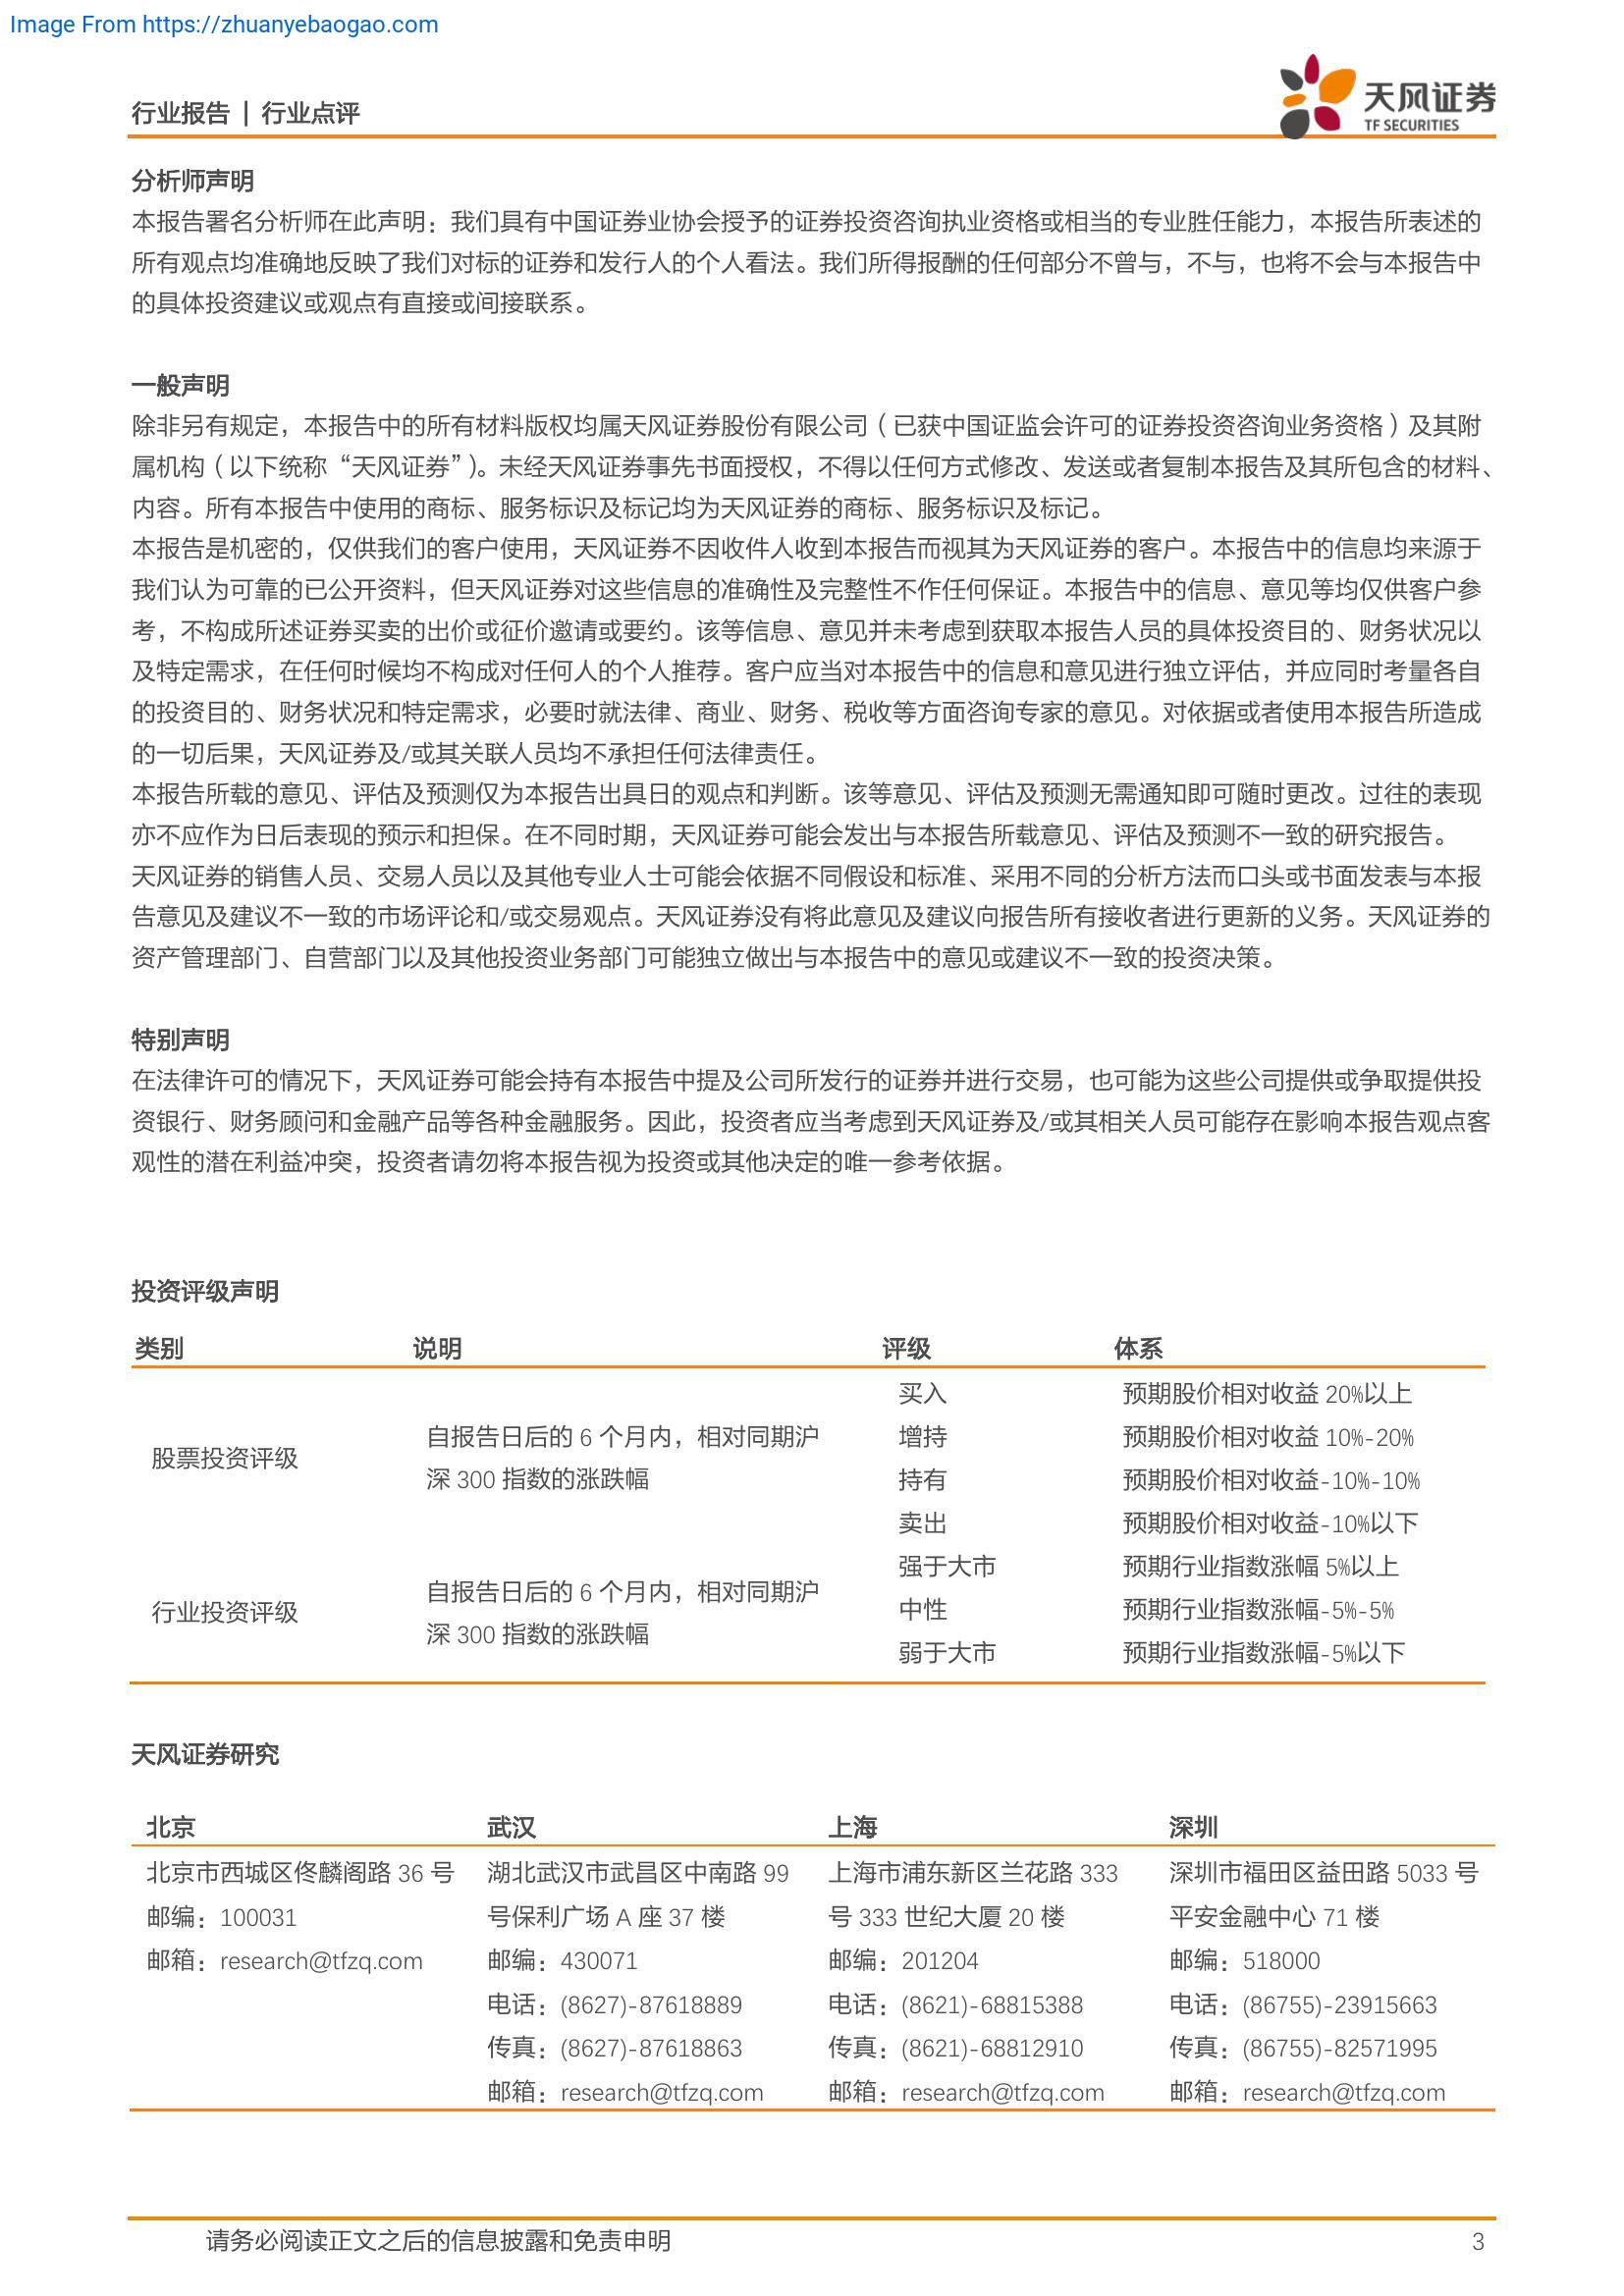 Image From https://zhuanyebaogao.com
行业报告 | 行业点评
天风证券
TF SECURITIES
分析师声明
本报告署名分析师在此声明：我们具有中国证券业协会授予的证券投资咨询执业资格或相当的专业胜任能力，本报告所表述的
所有观点均准确地反映了我们对标的证券和发行人的个人看法。我们所得报酬的任何部分不曾与，不与，也将不会与本报告中
的具体投资建议或观点有直接或间接联系。
一般声明
除非另有规定，本报告中的所有材料版权均属天风证券股份有限公司（已获中国证监会许可的证券投资咨询业务资格）及其附
属机构（以下统称“天风证券”）。未经天风证券事先书面授权，不得以任何方式修改、发送或者复制本报告及其所包含的材料、
内容。所有本报告中使用的商标、服务标识及标记均为天风证券的商标、服务标识及标记。
本报告是机密的，仅供我们的客户使用，天风证券不因收件人收到本报告而视其为天风证券的客户。本报告中的信息均来源于
我们认为可靠的已公开资料，但天风证券对这些信息的准确性及完整性不作任何保证。本报告中的信息、意见等均仅供客户参
考，不构成所述证券买卖的出价或征价邀请或要约。该等信息、意见并未考虑到获取本报告人员的具体投资目的、财务状况以
及特定需求，在任何时候均不构成对任何人的个人推荐。客户应当对本报告中的信息和意见进行独立评估，并应同时考量各自
的投资目的、财务状况和特定需求，必要时就法律、商业、财务、税收等方面咨询专家的意见。对依据或者使用本报告所造成
的一切后果，天风证券及/或其关联人员均不承担任何法律责任。
本报告所载的意见、评估及预测仅为本报告出具日的观点和判断。该等意见、评估及预测无需通知即可随时更改。过往的表现
亦不应作为日后表现的预示和担保。在不同时期，天风证券可能会发出与本报告所载意见、评估及预测不一致的研究报告。
天风证券的销售人员、交易人员以及其他专业人士可能会依据不同假设和标准、采用不同的分析方法而口头或书面发表与本报
告意见及建议不一致的市场评论和/或交易观点。天风证券没有将此意见及建议向报告所有接收者进行更新的义务。天风证券的
资产管理部门、自营部门以及其他投资业务部门可能独立做出与本报告中的意见或建议不一致的投资决策。
特别声明
在法律许可的情况下，天风证券可能会持有本报告中提及公司所发行的证券并进行交易，也可能为这些公司提供或争取提供投
资银行、财务顾问和金融产品等各种金融服务。因此，投资者应当考虑到天风证券及/或其相关人员可能存在影响本报告观点客
观性的潜在利益冲突，投资者请勿将本报告视为投资或其他决定的唯一参考依据。
投资评级声明
类别 说明 评级 体系
股票投资评级
自报告日后的 6 个月内，相对同期沪
深 300 指数的涨跌幅
买入 预期股价相对收益 20%以上
增持 预期股价相对收益 10%-20%
持有 预期股价相对收益-10%-10%
卖出 预期股价相对收益-10%以下
行业投资评级
自报告日后的 6 个月内，相对同期沪
深 300 指数的涨跌幅
强于大市 预期行业指数涨幅 5%以上
中性 预期行业指数涨幅-5%-5%
弱于大市 预期行业指数涨幅-5%以下
天风证券研究
北京 武汉 上海 深圳
北京市西城区佟麟阁路 36 号 湖北武汉市武昌区中南路 99 上海市浦东新区兰花路 333 深圳市福田区益田路 5033 号
邮编：100031 号保利广场 A 座 37 楼 号 333 世纪大厦 20 楼 平安金融中心 71 楼
邮箱：research@tfzq.com 邮编：430071 邮编：201204 邮编：518000
电话：(8627)-87618889 电话：(8621)-68815388 电话：(86755)-23915663
传真：(8627)-87618863 传真：(8621)-68812910 传真：(86755)-82571995
邮箱：research@tfzq.com 邮箱：research@tfzq.com 邮箱：research@tfzq.com
请务必阅读正文之后的信息披露和免责申明 3